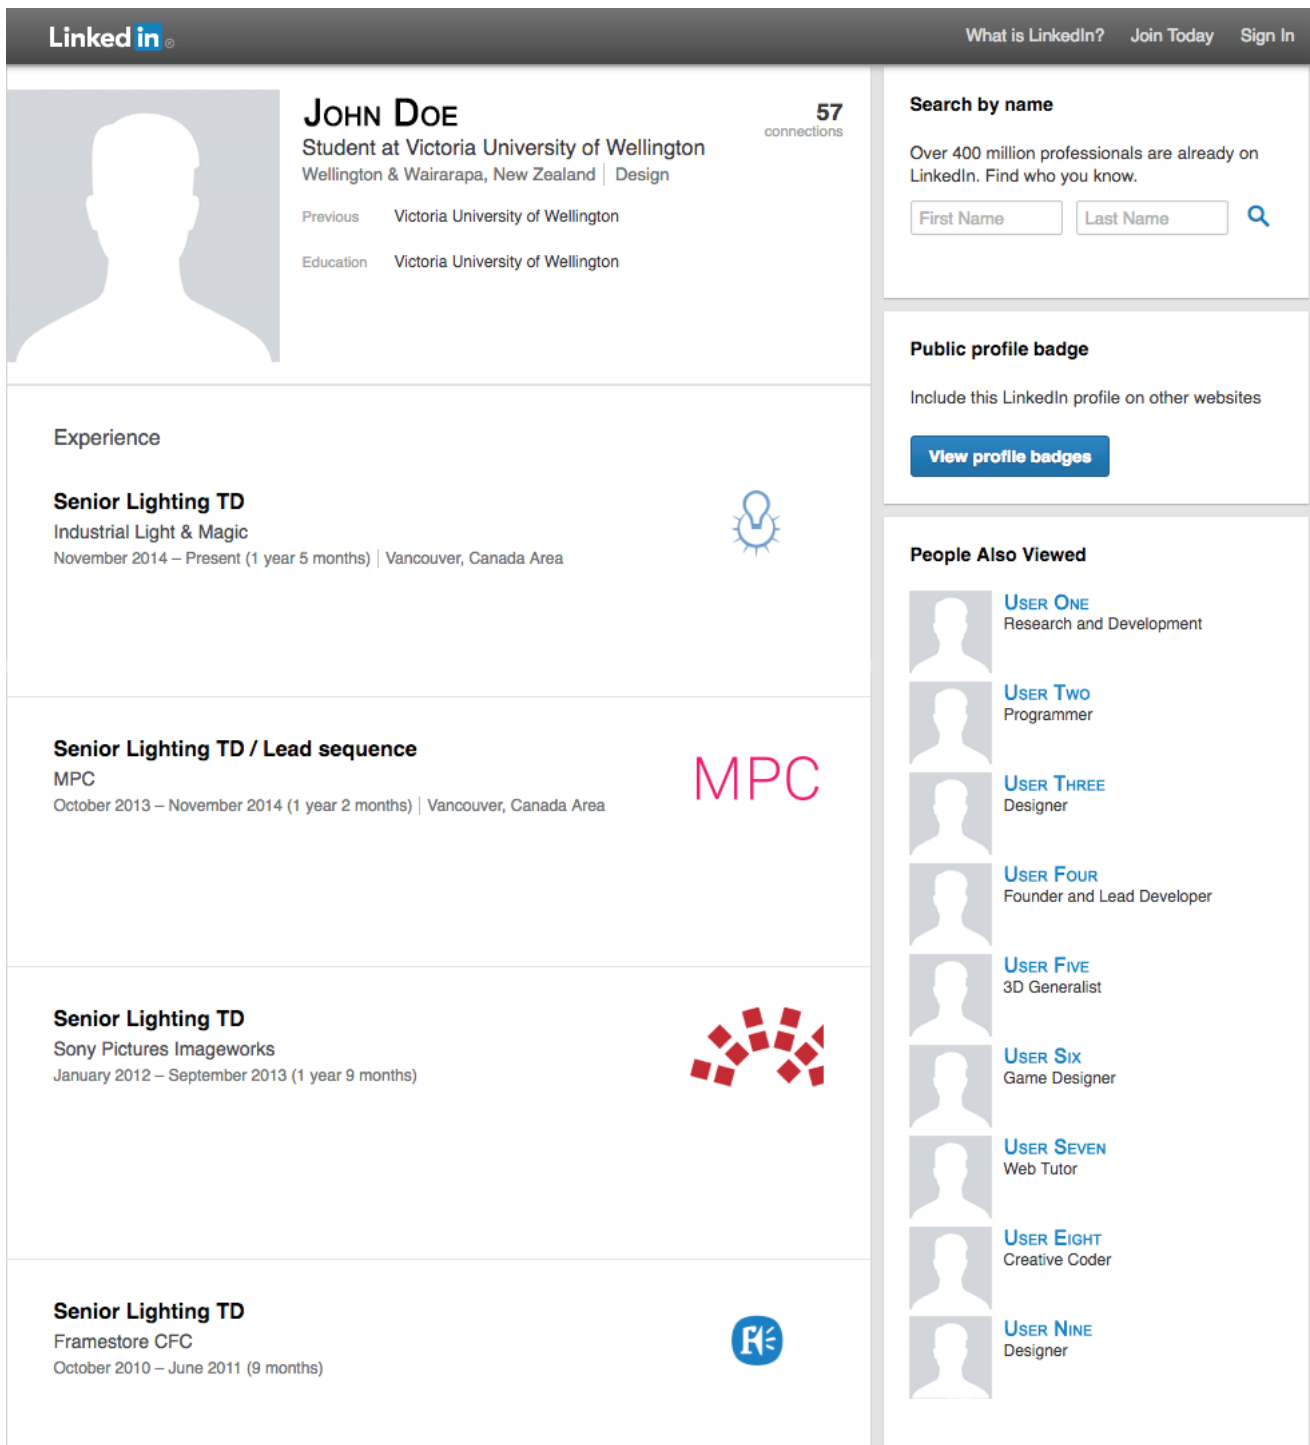 Linked in ®
What is LinkedIn? Join Today Sign In
JOHN DOE
57
connections
Student at Victoria University of Wellington
Wellington & Wairarapa, New Zealand | Design
Previous Victoria University of Wellington
Education Victoria University of Wellington
Experience
Senior Lighting TD
Industrial Light & Magic
November 2014 – Present (1 year 5 months) | Vancouver, Canada Area
Senior Lighting TD / Lead sequence
MPC
October 2013 – November 2014 (1 year 2 months) | Vancouver, Canada Area
MPC
Senior Lighting TD
Sony Pictures Imageworks
January 2012 – September 2013 (1 year 9 months)
Senior Lighting TD
Framestore CFC
October 2010 – June 2011 (9 months)
Search by name
Over 400 million professionals are already on
LinkedIn. Find who you know.
First Name Last Name
Public profile badge
Include this LinkedIn profile on other websites
View profile badges
People Also Viewed
USER ONE
Research and Development
USER TWO
Programmer
USER THREE
Designer
USER FOUR
Founder and Lead Developer
USER FIVE
3D Generalist
USER SIX
Game Designer
USER SEVEN
Web Tutor
USER EIGHT
Creative Coder
USER NINE
Designer